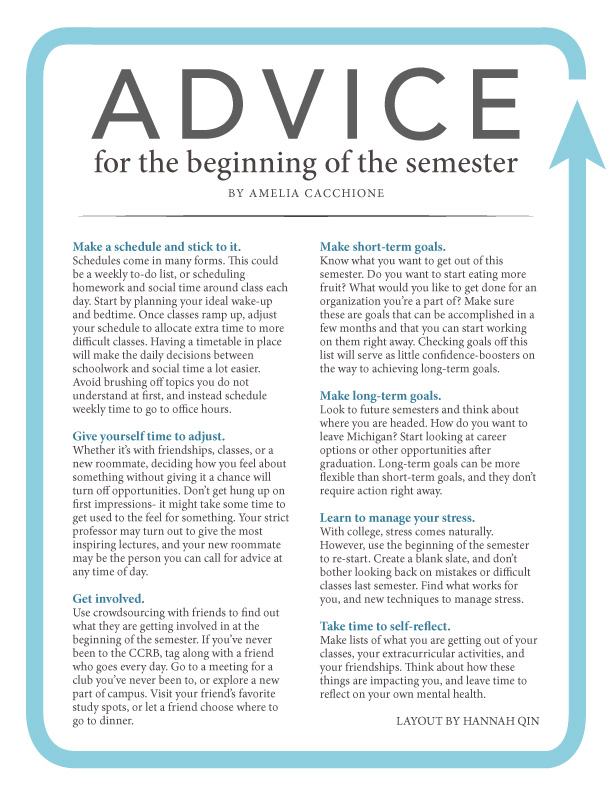 ADVICE
for the beginning of the semester
BY AMELIA CACCHIONE
Make a schedule and stick to it.
Schedules come in many forms. This could
be a weekly to-do list, or scheduling
homework and social time around class each
day. Start by planning your ideal wake-up
and bedtime. Once classes ramp up, adjust
your schedule to allocate extra time to more
difficult classes. Having a timetable in place
will make the daily decisions between
schoolwork and social time a lot easier.
Avoid brushing off topics you do not
understand at first, and instead schedule
weekly time to go to office hours.
Give yourself time to adjust.
Whether it's with friendships, classes, or a
new roommate, deciding how you feel about
something without giving it a chance will
turn off opportunities. Don't get hung up on
first impressions- it might take some time to
get used to the feel for something. Your strict
professor may turn out to give the most
inspiring lectures, and your new roommate
may be the person you can call for advice at
any time of day.
Get involved.
Use crowdsourcing with friends to find out
what they are getting involved in at the
beginning of the semester. If you've never
been to the CCRB, tag along with a friend
who goes every day. Go to a meeting for a
club you've never been to, or explore a new
part of campus. Visit your friend's favorite
study spots, or let a friend choose where to
go to dinner.
Make short-term goals.
Know what you want to get out of this
semester. Do you want to start eating more
fruit? What would you like to get done for an
organization you're a part of? Make sure
these are goals that can be accomplished in a
few months and that you can start working
on them right away. Checking goals off this
list will serve as little confidence-boosters on
the way to achieving long-term goals.
Make long-term goals.
Look to future semesters and think about
where you are headed. How do you want to
leave Michigan? Start looking at career
options or other opportunities after
graduation. Long-term goals can be more
flexible than short-term goals, and they don't
require action right away.
Learn to manage your stress.
With college, stress comes naturally.
However, use the beginning of the semester
to re-start. Create a blank slate, and don't
bother looking back on mistakes or difficult
classes last semester. Find what works for
you, and new techniques to manage stress.
Take time to self-reflect.
Make lists of what you are getting out of your
classes, your extracurricular activities, and
your friendships. Think about how these
things are impacting you, and leave time to
reflect on your own mental health.
LAYOUT BY HANNAH QIN